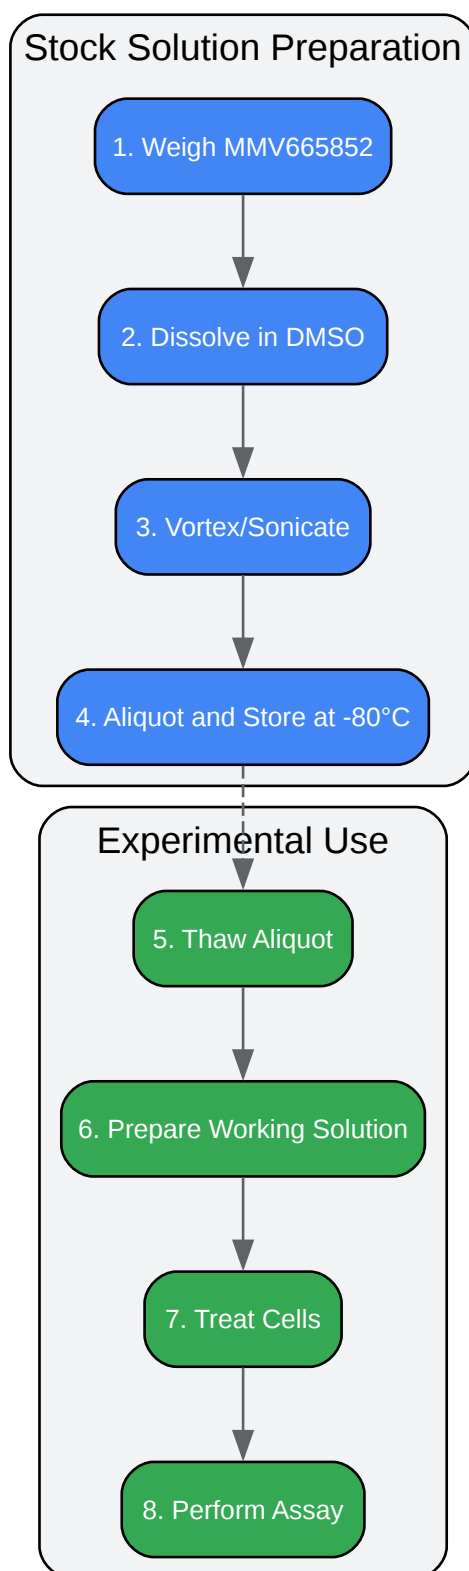 Stock Solution Preparation
1. Weigh MMV665852
2. Dissolve in DMSO
3. Vortex/Sonicate
4. Aliquot and Store at -80°C
Experimental Use
5. Thaw Aliquot
6. Prepare Working Solution
7. Treat Cells
8. Perform Assay